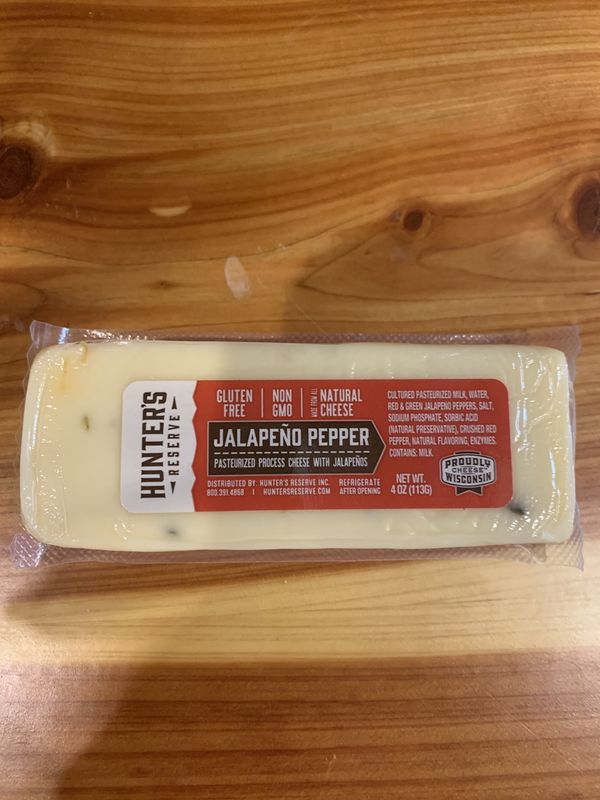 HUNTER'S
RESERVE
GLUTEN
FREE
NON
GMO
MADE FROM ALL
NATURAL
CHEESE
JALAPEÑO PEPPER
PASTEURIZED PROCESS CHEESE WITH JALAPEÑOS
DISTRIBUTED BY: HUNTER'S RESERVE INC.
800.391.4868 | HUNTERSRESERVE.COM
REFRIGERATE
AFTER OPENING
CULTURED PASTEURIZED MILK, WATER,
RED & GREEN JALAPENO PEPPERS, SALT,
SODIUM PHOSPHATE, SORBIC ACID
(NATURAL PRESERVATIVE), CRUSHED RED
PEPPER, NATURAL FLAVORING, ENZYMES.
CONTAINS: MILK.
NET WT.
4 OZ (113G)
PROUDLY
WISCONSIN
CHEESE™